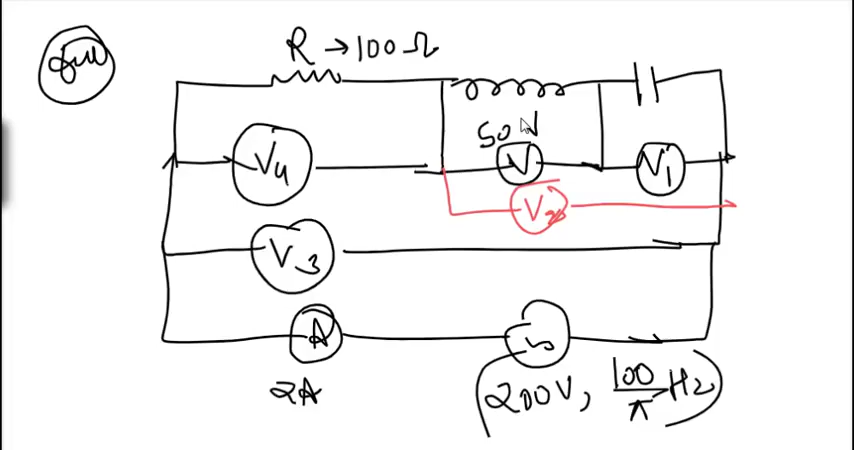 R → 100 Ω
50 V
V4
V
V1
V2
V3
A
2A
200V, 100/π Hz